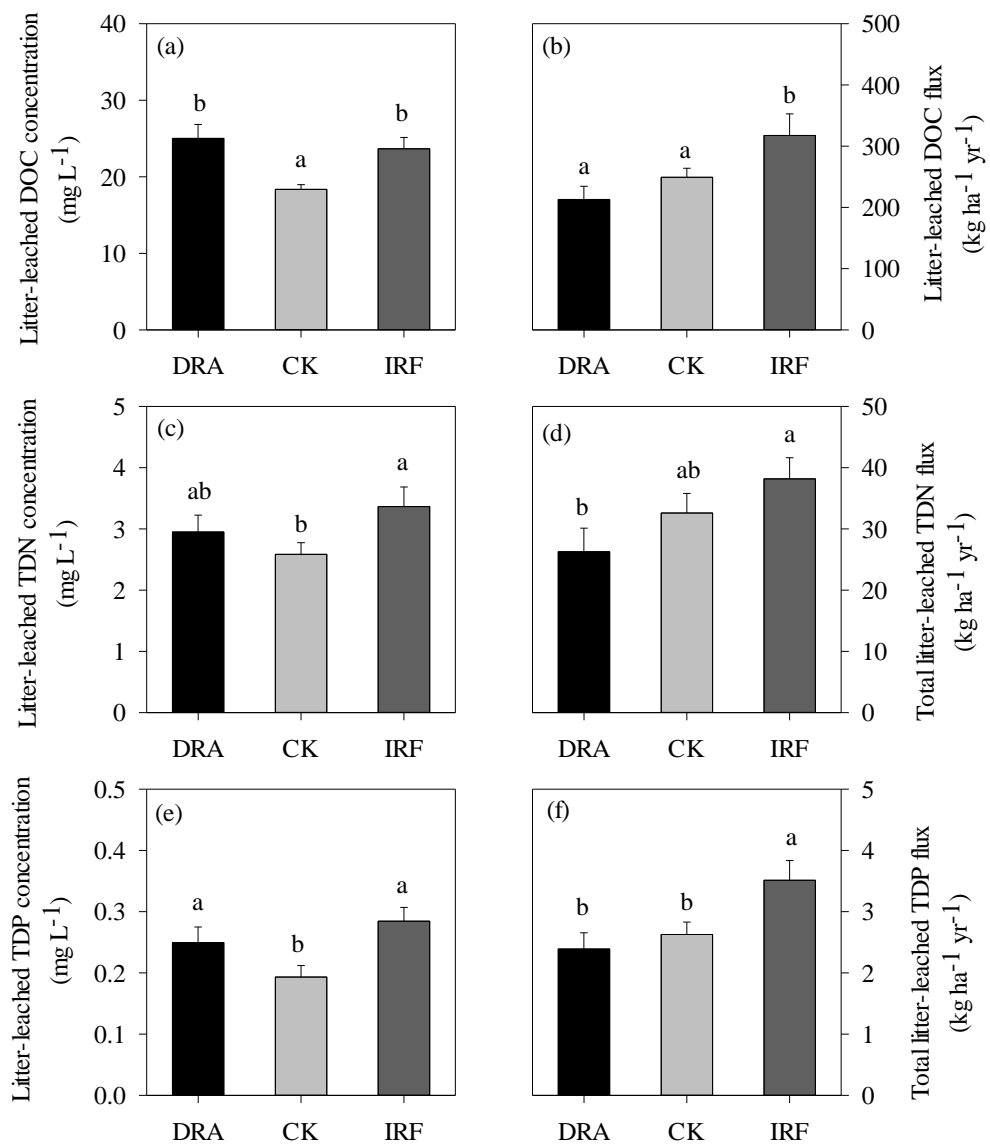 Litter-leached DOC concentration
(mg L-1)
40
30
20
10
0
(a)
b
a
b
DRA CK IRF
(b)
a
a
b
DRA CK IRF
500
400
300
200
100
0
Litter-leached DOC flux
(kg ha-1 yr-1)
Litter-leached TDN concentration
(mg L-1)
5
4
3
2
1
0
(c)
ab
b
a
DRA CK IRF
(d)
b
ab
a
DRA CK IRF
50
40
30
20
10
0
Total litter-leached TDN flux
(kg ha-1 yr-1)
Litter-leached TDP concentration
(mg L-1)
0.5
0.4
0.3
0.2
0.1
0.0
(e)
a
b
a
DRA CK IRF
(f)
b
b
a
DRA CK IRF
5
4
3
2
1
0
Total litter-leached TDP flux
(kg ha-1 yr-1)